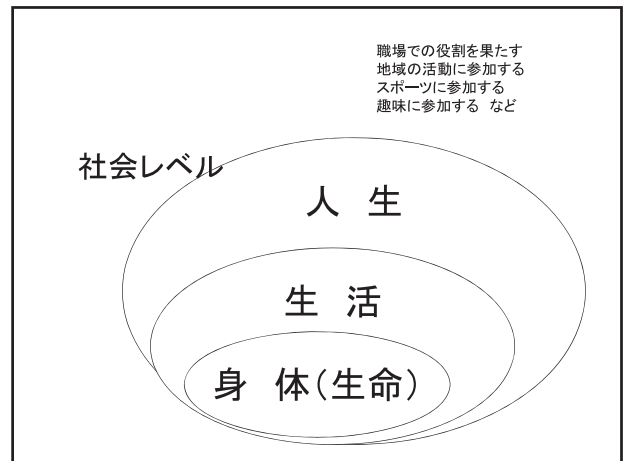 職場での役割を果たす
地域の活動に参加する
スポーツに参加する
趣味に参加する など
社会レベル
人 生
生 活
身 体(生命)